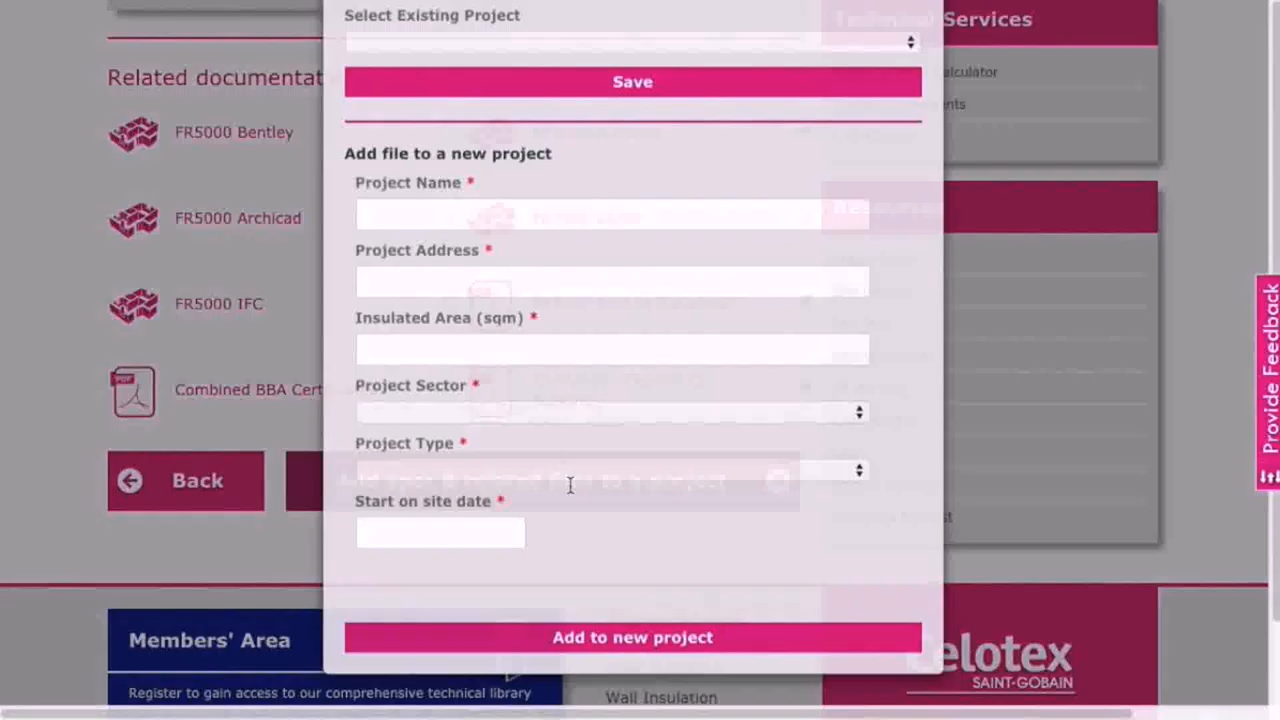 Select Existing Project
Technical Services
Save
Related documentat
alculator
ents
FR5000 Bentley
Add file to a new project
Project Name *
FR5000 Archicad
Project Address *
FR5000 IFC
Insulated Area (sqm) *
Provide Feedback
Project Sector *
Combined BBA Cert
Project Type *
Back
Start on site date *
Members' Area
Add to new project
Celotex
SAINT-GOBAIN
Register to gain access to our comprehensive technical library
Wall Insulation